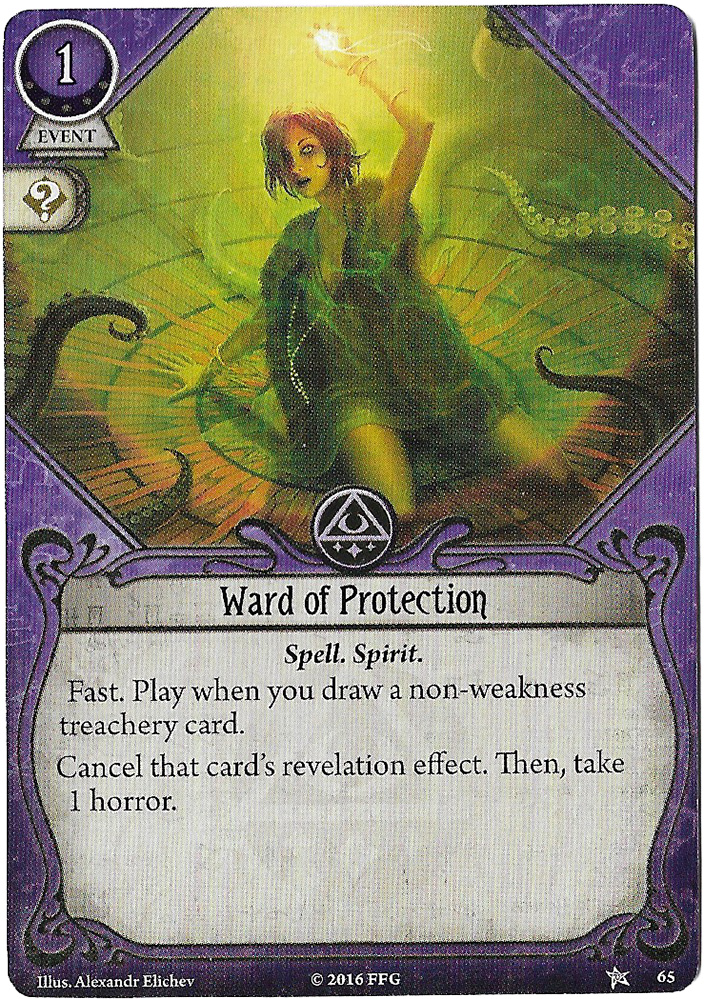 1
EVENT
?
Ward of Protection
Spell. Spirit.
Fast. Play when you draw a non-weakness
treachery card.
Cancel that card's revelation effect. Then, take
1 horror.
Illus. Alexandr Elichev © 2016 FFG 65